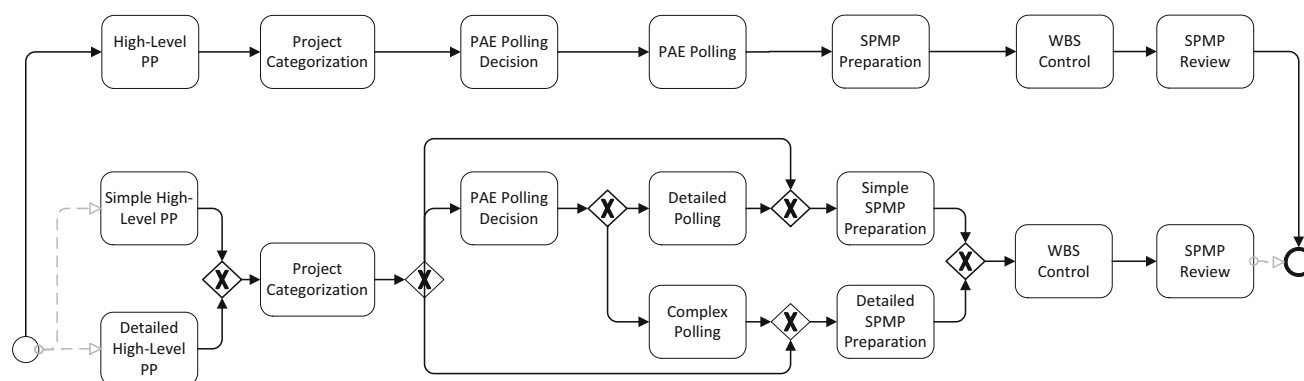 High-Level
PP
Project
Categorization
PAE Polling
Decision
PAE Polling
SPMP
Preparation
WBS
Control
SPMP
Review
Simple High-
Level PP
Detailed
High-Level
PP
X
Project
Categorization
X
PAE Polling
Decision
X
Detailed
Polling
X
Simple
SPMP
Preparation
Complex
Polling
X
Detailed
SPMP
Preparation
X
WBS
Control
SPMP
Review